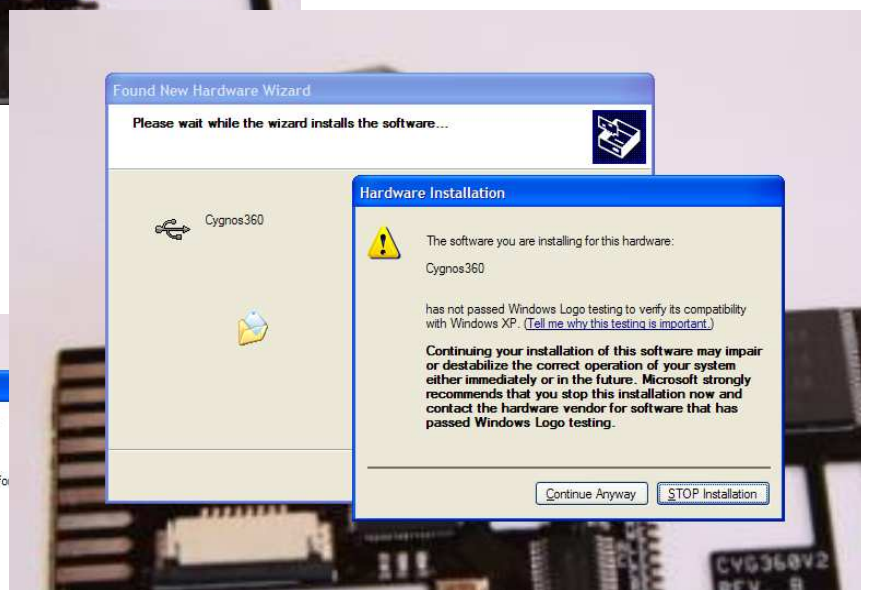 Found New Hardware Wizard
Please wait while the wizard installs the software...
Cygnos360
Hardware Installation
The software you are installing for this hardware:
Cygnos360
has not passed Windows Logo testing to verify its compatibility
with Windows XP. (Tell me why this testing is important.)
Continuing your installation of this software may impair
or destabilize the correct operation of your system
either immediately or in the future. Microsoft strongly
recommends that you stop this installation now and
contact the hardware vendor for software that has
passed Windows Logo testing.
Continue Anyway
STOP Installation
CYG360V2
REV B